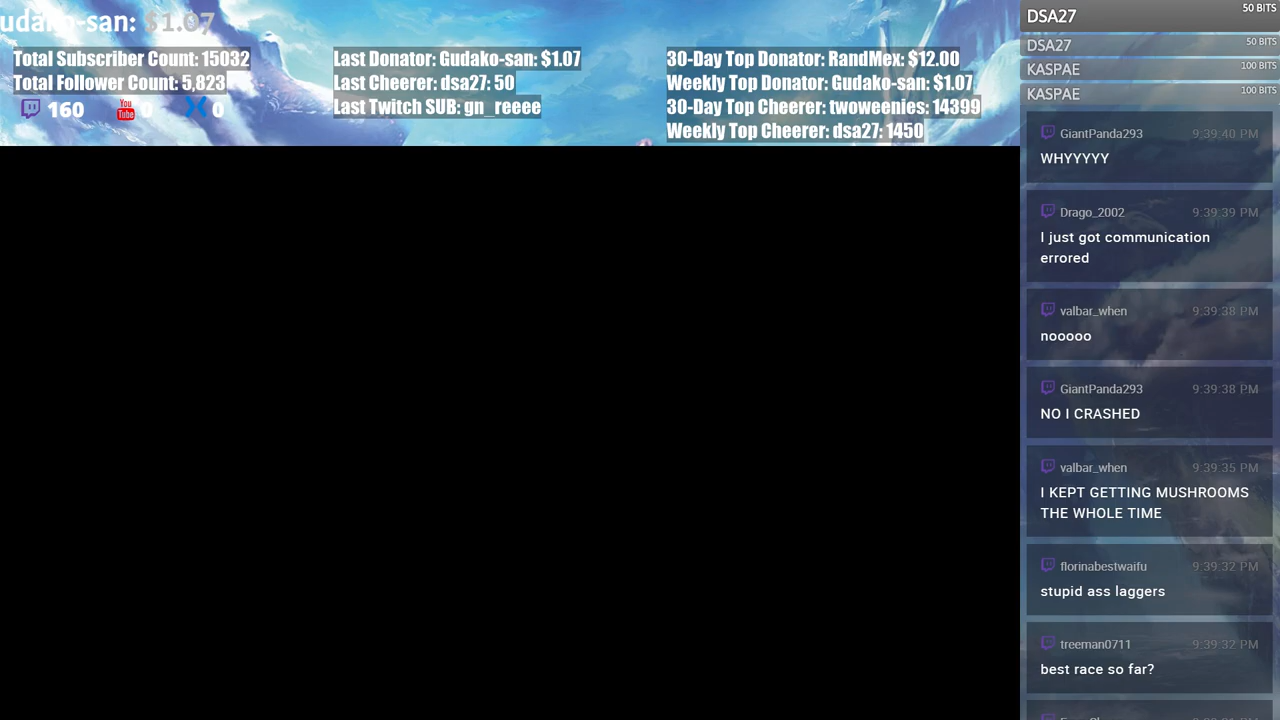 udako-san: $1.07
Total Subscriber Count: 15032
Total Follower Count: 5,823
160
You
Tube
0
0
Last Donator: Gudako-san: $1.07
Last Cheerer: dsa27: 50
Last Twitch SUB: gn_reeee
30-Day Top Donator: RandMex: $12.00
Weekly Top Donator: Gudako-san: $1.07
30-Day Top Cheerer: twoweenies: 14399
Weekly Top Cheerer: dsa27: 1450
DSA27 50 BITS
DSA27 50 BITS
KASPAE 100 BITS
KASPAE 100 BITS
GiantPanda293 9:39:40 PM
WHYYYYY
Drago_2002 9:39:39 PM
I just got communication
errored
valbar_when 9:39:38 PM
nooooo
GiantPanda293 9:39:38 PM
NO I CRASHED
valbar_when 9:39:35 PM
I KEPT GETTING MUSHROOMS
THE WHOLE TIME
florinabestwaifu 9:39:32 PM
stupid ass laggers
treeman0711 9:39:32 PM
best race so far?